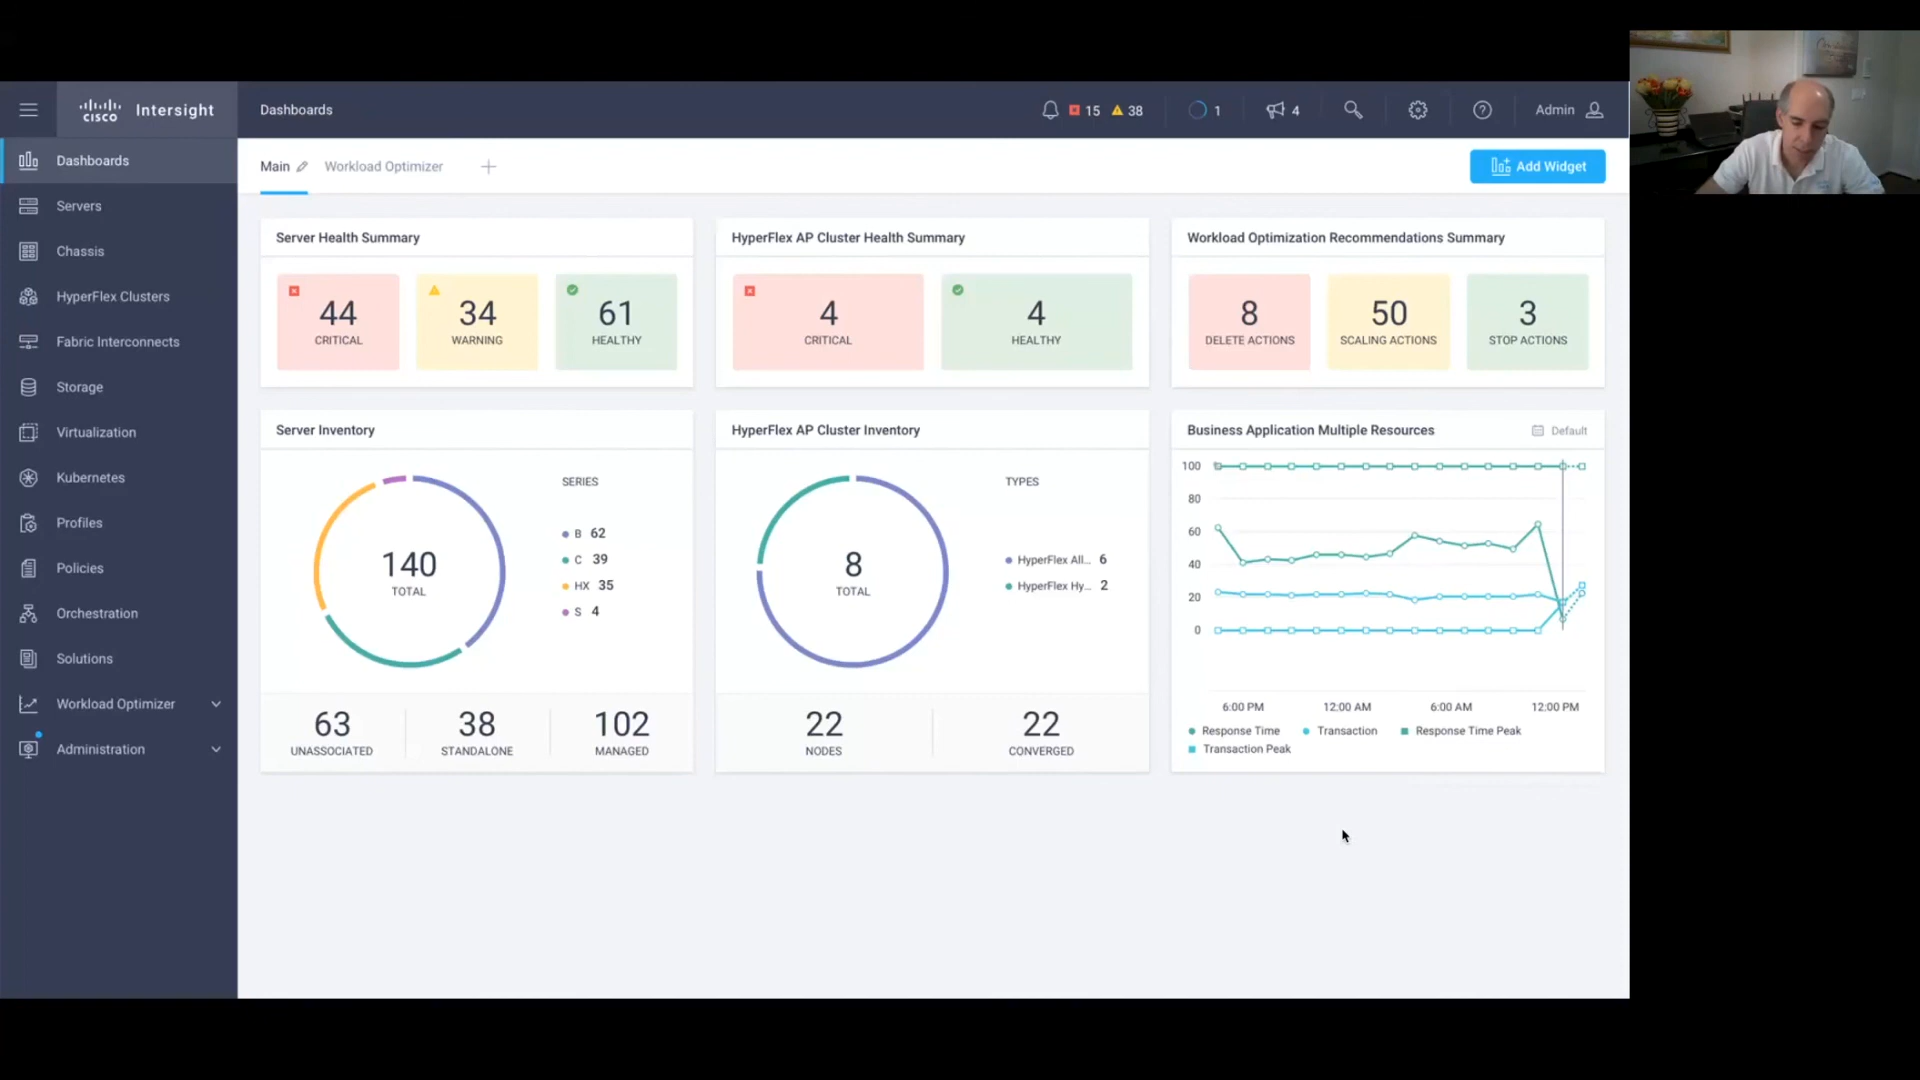 CISCO Intersight
Dashboards
15 38
1
4
Admin
Dashboards
Servers
Chassis
HyperFlex Clusters
Fabric Interconnects
Storage
Virtualization
Kubernetes
Profiles
Policies
Orchestration
Solutions
Workload Optimizer
Administration
Main Workload Optimizer
Add Widget
Server Health Summary
44
CRITICAL
34
WARNING
61
HEALTHY
HyperFlex AP Cluster Health Summary
4
CRITICAL
4
HEALTHY
Workload Optimization Recommendations Summary
8
DELETE ACTIONS
50
SCALING ACTIONS
3
STOP ACTIONS
Server Inventory
140
TOTAL
SERIES
B 62
C 39
HX 35
S 4
63
UNASSOCIATED
38
STANDALONE
102
MANAGED
HyperFlex AP Cluster Inventory
8
TOTAL
TYPES
HyperFlex All... 6
HyperFlex Hy... 2
22
NODES
22
CONVERGED
Business Application Multiple Resources
Default
100
80
60
40
20
0
6:00 PM 12:00 AM 6:00 AM 12:00 PM
Response Time Transaction Response Time Peak
Transaction Peak